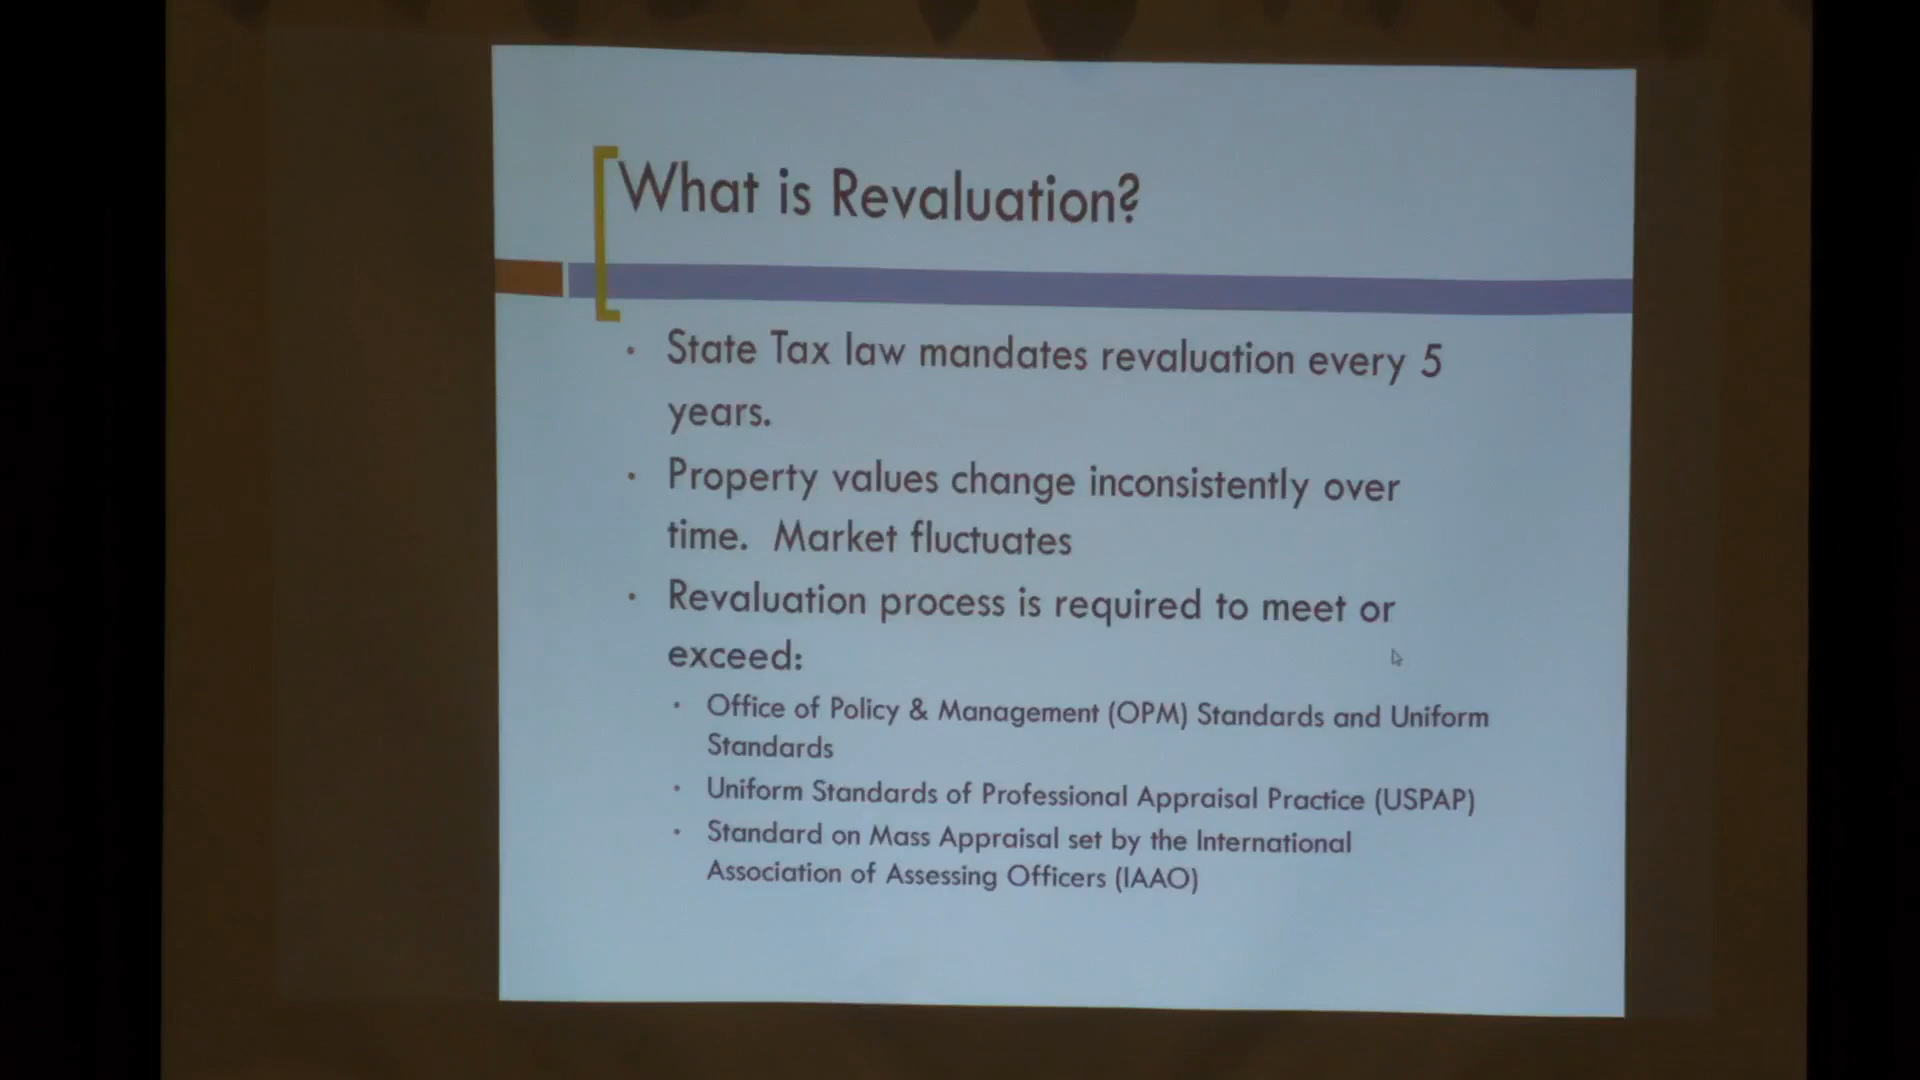 What is Revaluation?
• State Tax law mandates revaluation every 5
years.
• Property values change inconsistently over
time. Market fluctuates
• Revaluation process is required to meet or
exceed:
• Office of Policy & Management (OPM) Standards and Uniform
Standards
• Uniform Standards of Professional Appraisal Practice (USPAP)
• Standard on Mass Appraisal set by the International
Association of Assessing Officers (IAAO)